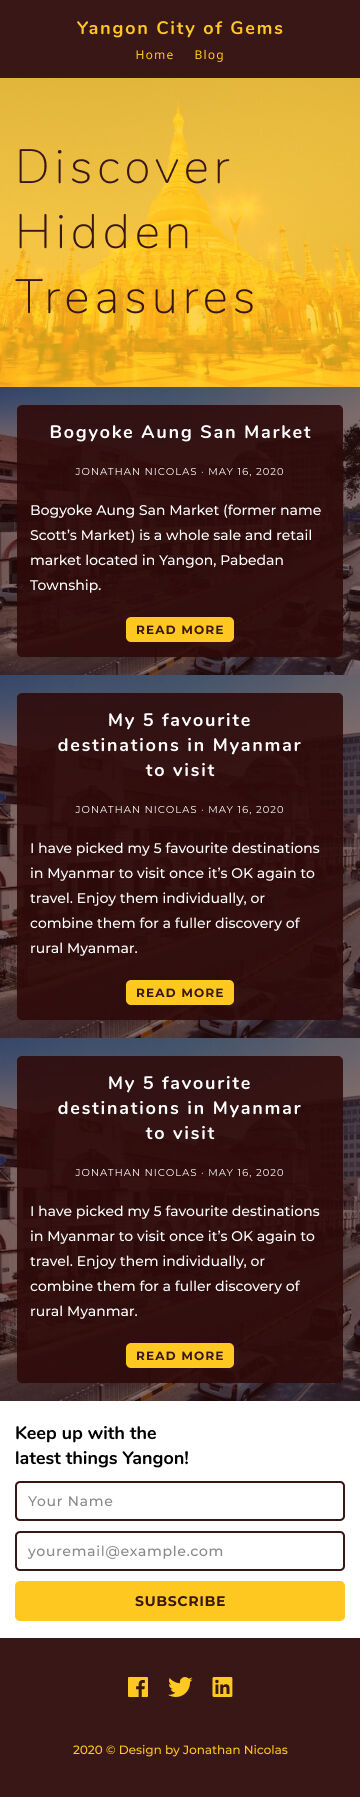 Yangon City of Gems
Home Blog
Discover
Hidden
Treasures
Bogyoke Aung San Market
JONATHAN NICOLAS · MAY 16, 2020
Bogyoke Aung San Market (former name
Scott’s Market) is a whole sale and retail
market located in Yangon, Pabedan
Township.
READ MORE
My 5 favourite
destinations in Myanmar
to visit
JONATHAN NICOLAS · MAY 16, 2020
I have picked my 5 favourite destinations
in Myanmar to visit once it’s OK again to
travel. Enjoy them individually, or
combine them for a fuller discovery of
rural Myanmar.
READ MORE
My 5 favourite
destinations in Myanmar
to visit
JONATHAN NICOLAS · MAY 16, 2020
I have picked my 5 favourite destinations
in Myanmar to visit once it’s OK again to
travel. Enjoy them individually, or
combine them for a fuller discovery of
rural Myanmar.
READ MORE
Keep up with the
latest things Yangon!
Your Name
youremail@example.com
SUBSCRIBE
2020 © Design by Jonathan Nicolas